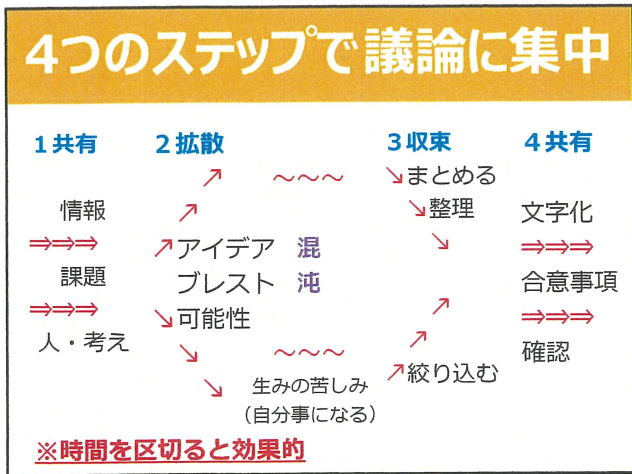 4つのステップで議論に集中
1共有 2拡散 3収束 4共有
↗ ～～～ ↘まとめる
情報 ↗ ↘整理 文字化
⇒⇒⇒ ↗アイデア 混 ↘ ⇒⇒⇒
課題 ブレスト 沌 合意事項
⇒⇒⇒ ↘可能性 ↗ ⇒⇒⇒
人・考え ↘ ～～～ ↗ 確認
↘ 生みの苦しみ ↗絞り込む
（自分事になる）
※時間を区切ると効果的